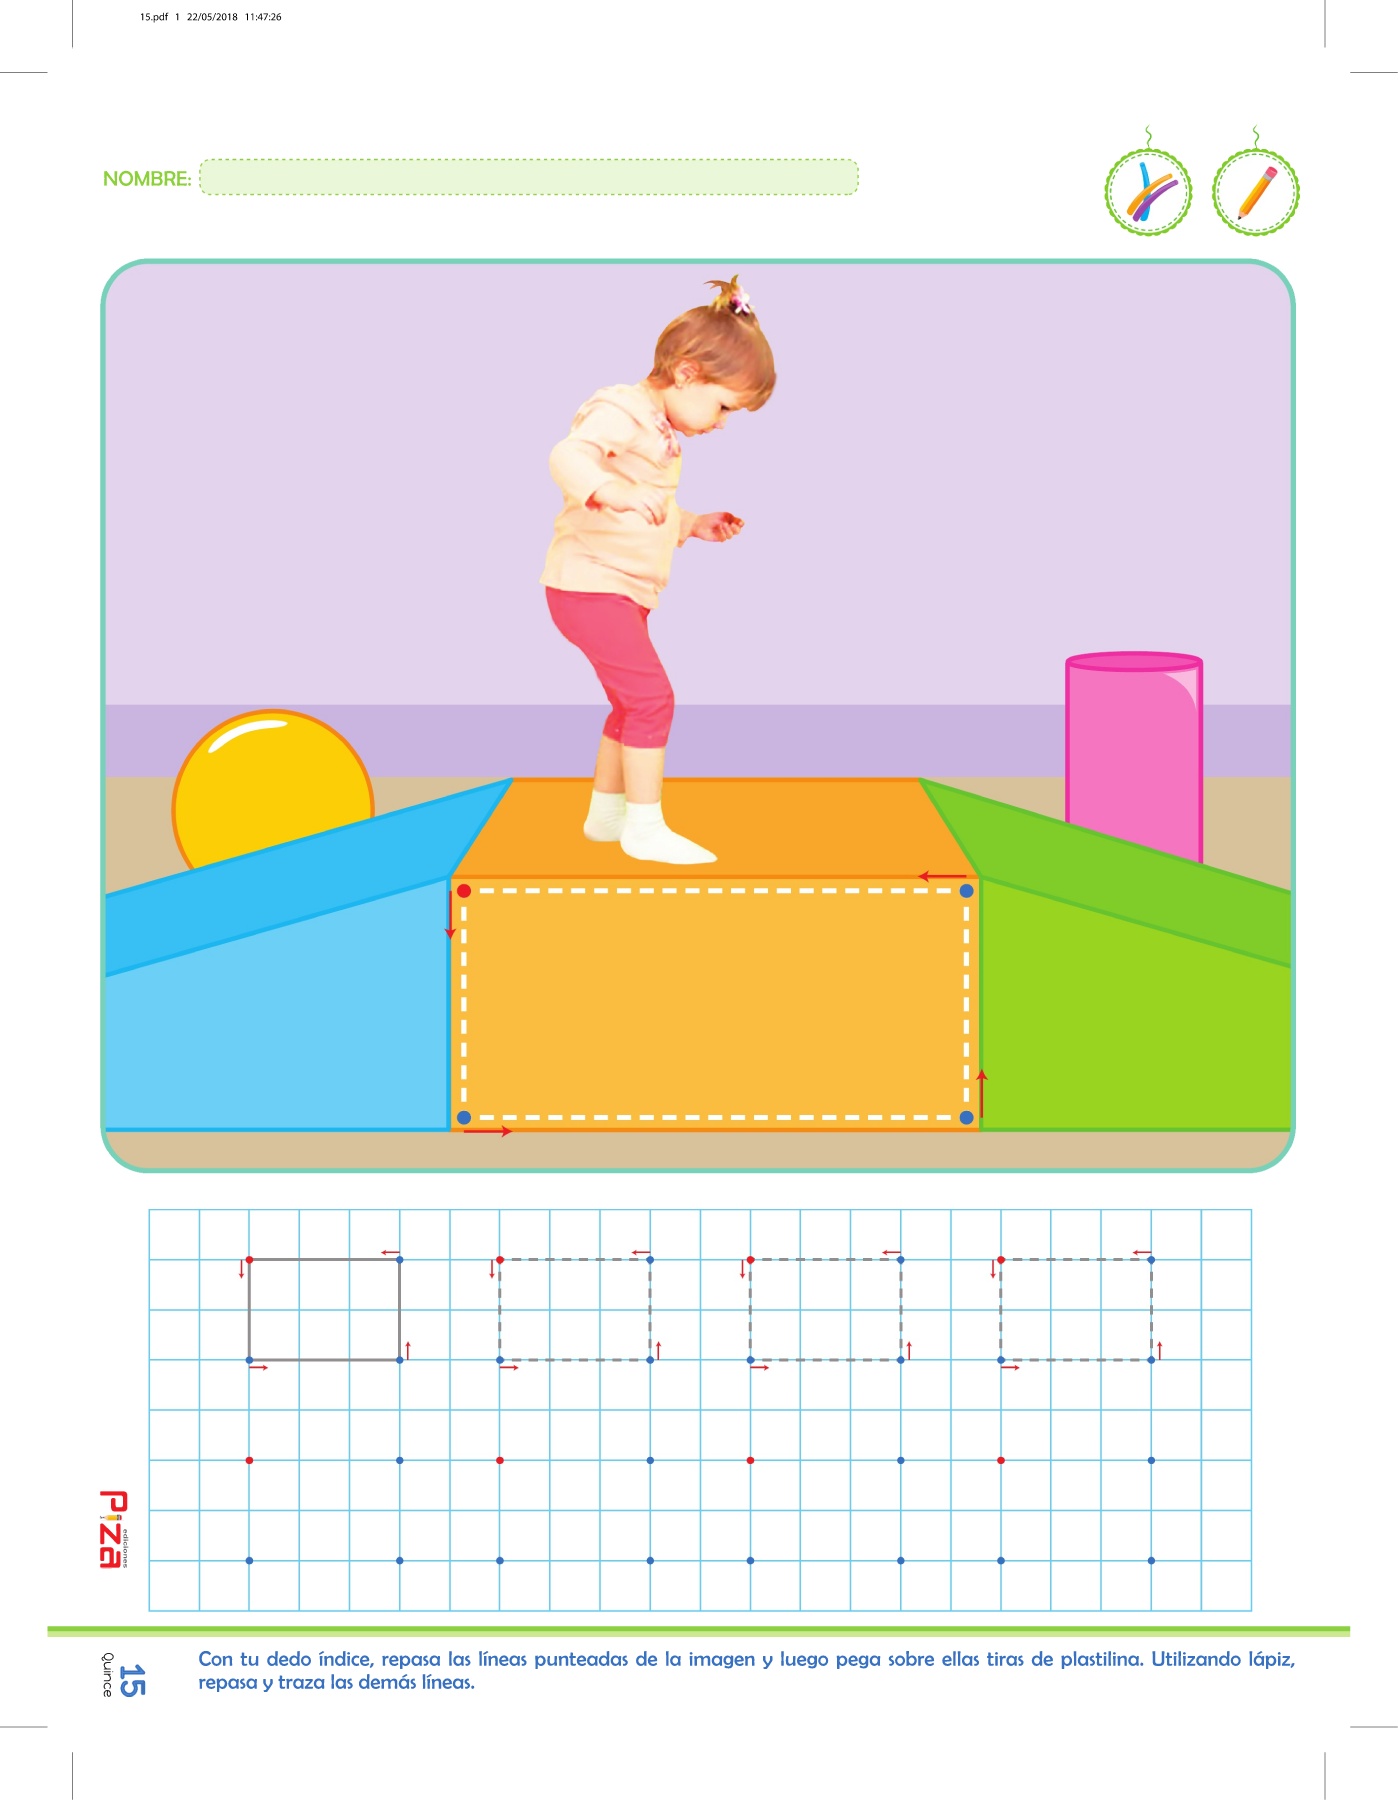 15.pdf 1 22/05/2018 11:47:26
NOMBRE:
Piza
ediciones
15
Quince
Con tu dedo índice, repasa las líneas punteadas de la imagen y luego pega sobre ellas tiras de plastilina. Utilizando lápiz,
repasa y traza las demás líneas.